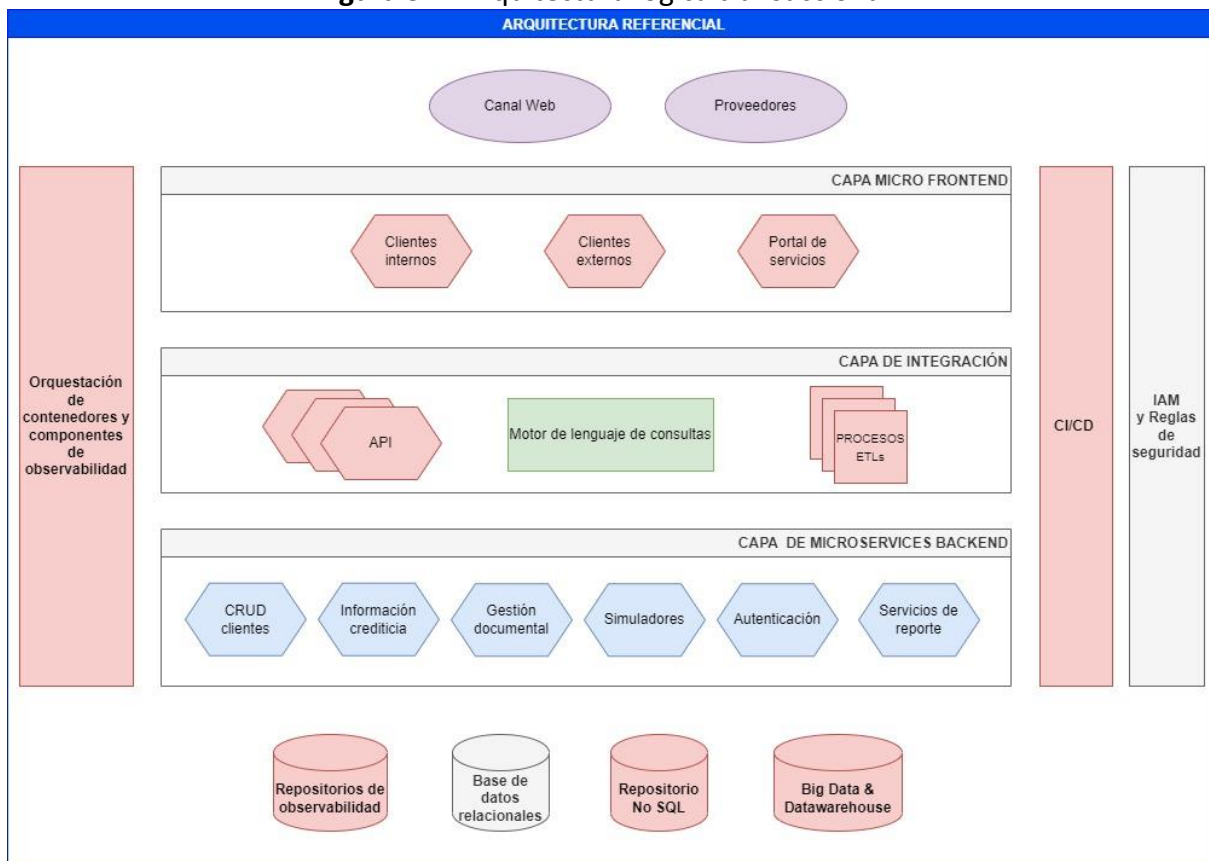 ARQUITECTURA REFERENCIAL
Canal Web
Proveedores
CAPA MICRO FRONTEND
Clientes
internos
Clientes
externos
Portal de
servicios
Orquestación
de
contenedores y
componentes
de
observabilidad
CAPA DE INTEGRACIÓN
API
Motor de lenguaje de consultas
PROCESOS
ETLs
CI/CD
IAM
y Reglas
de
seguridad
CAPA DE MICROSERVICES BACKEND
CRUD
clientes
Información
crediticia
Gestión
documental
Simuladores
Autenticación
Servicios de
reporte
Repositorios de
observabilidad
Base de
datos
relacionales
Repositorio
No SQL
Big Data &
Datawarehouse